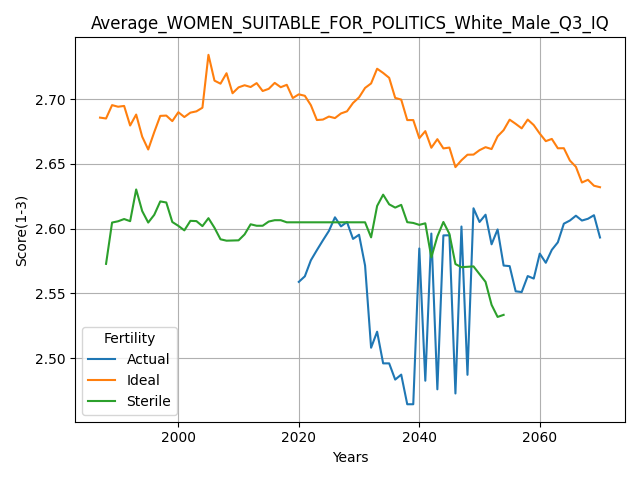 Average_WOMEN_SUITABLE_FOR_POLITICS_White_Male_Q3_IQ
Score(1-3)
2.70
2.65
2.60
2.55
2.50
Fertility
Actual
Ideal
Sterile
2000
2020
2040
2060
Years